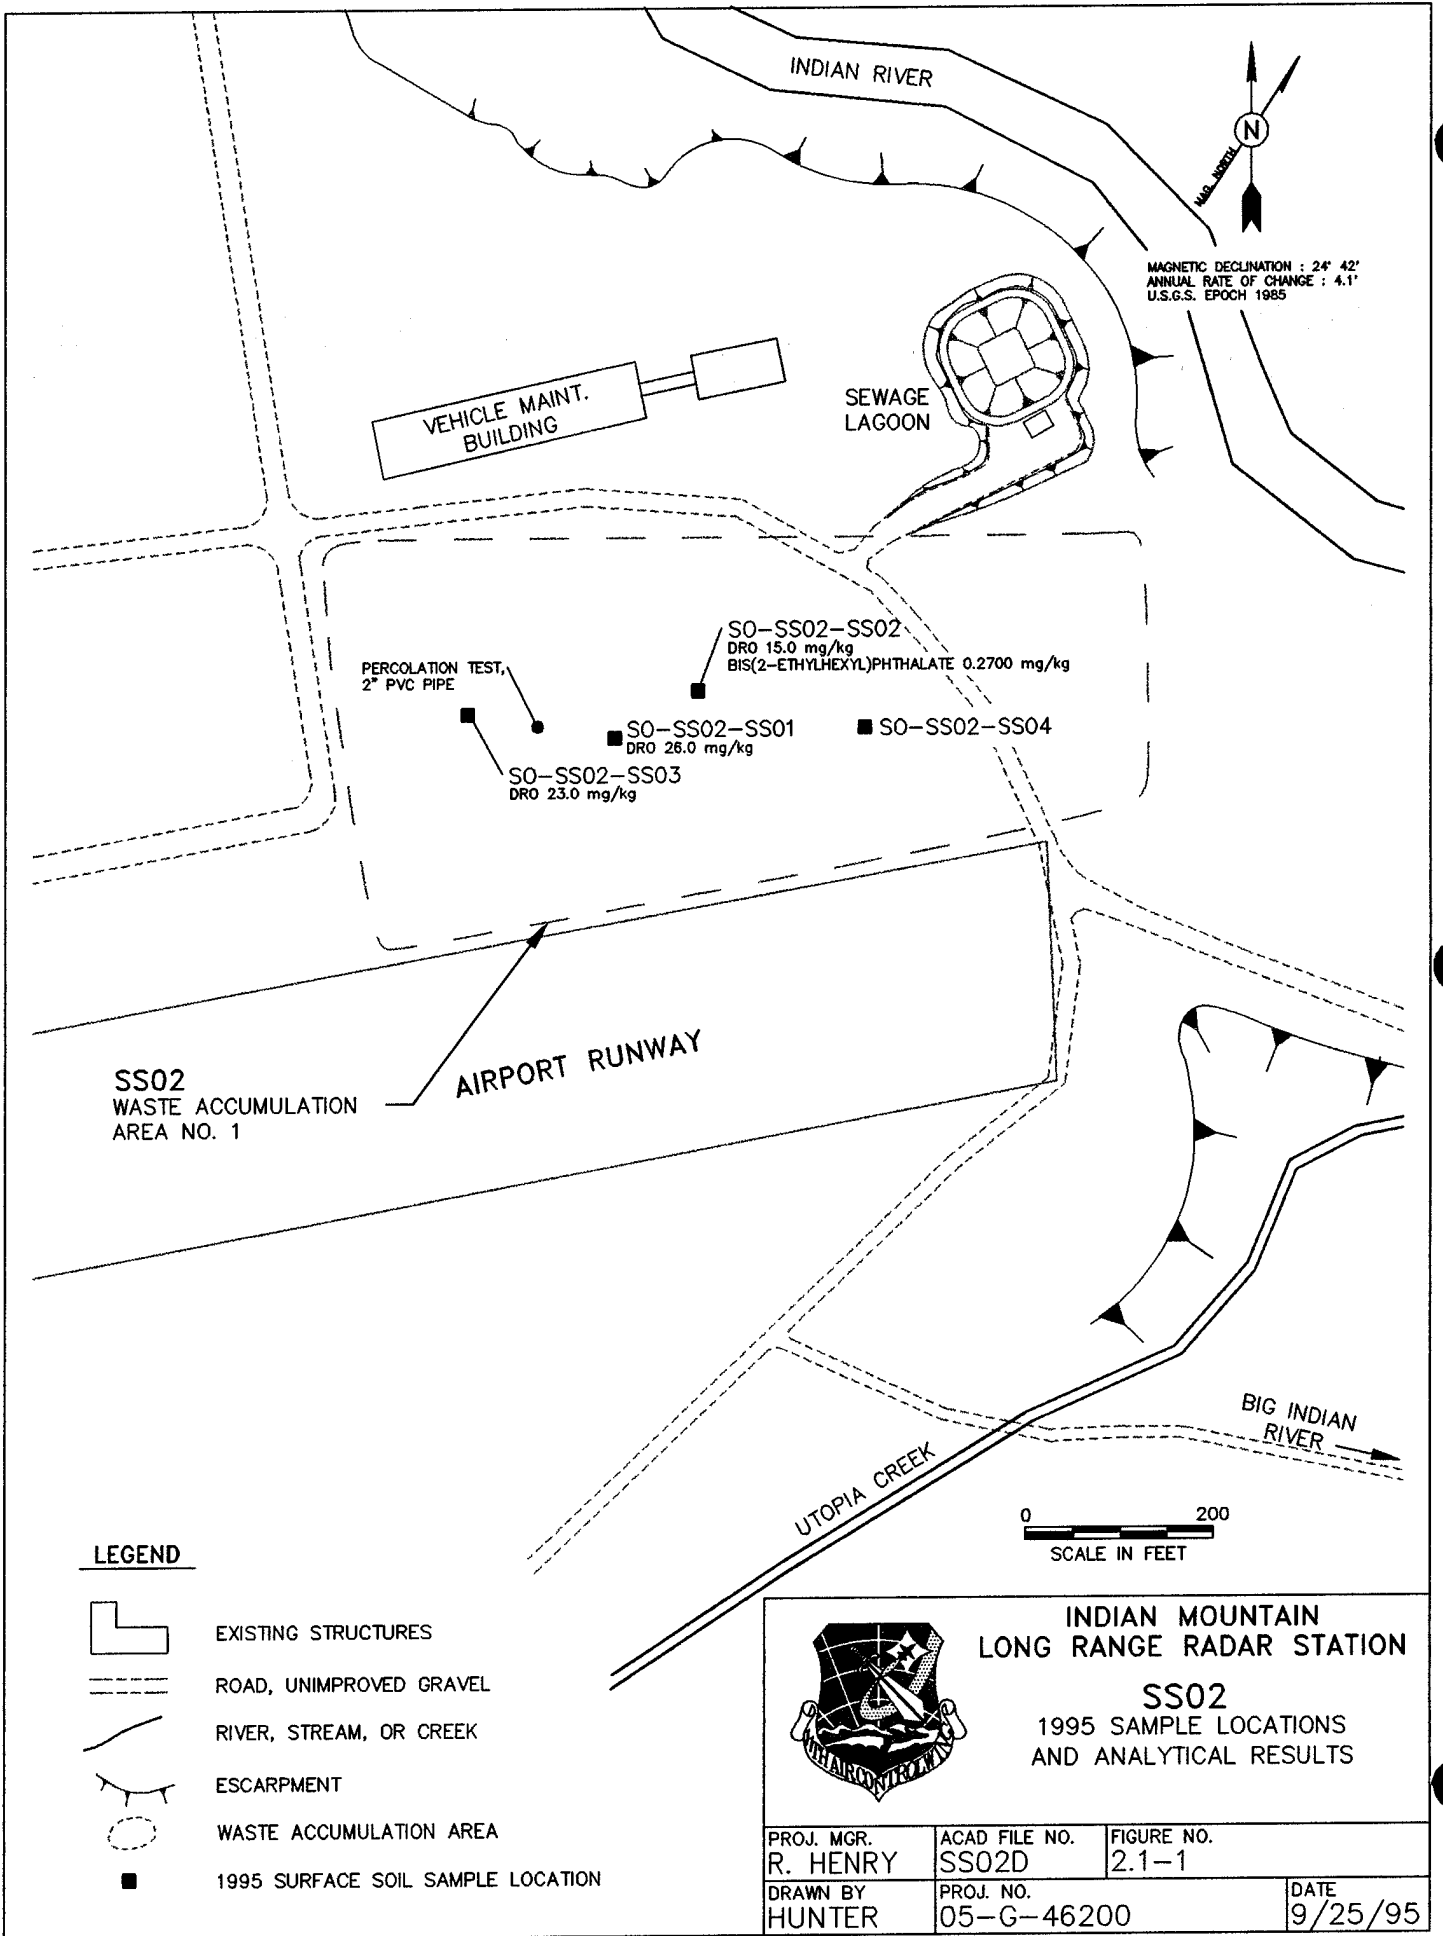 INDIAN RIVER
N
MAG. NORTH
MAGNETIC DECLINATION : 24° 42'
ANNUAL RATE OF CHANGE : 4.1'
U.S.G.S. EPOCH 1985
VEHICLE MAINT.
BUILDING
SEWAGE
LAGOON
SO-SS02-SS02
DRO 15.0 mg/kg
BIS(2-ETHYLHEXYL)PHTHALATE 0.2700 mg/kg
PERCOLATION TEST,
2" PVC PIPE
SO-SS02-SS01
DRO 26.0 mg/kg
SO-SS02-SS04
SO-SS02-SS03
DRO 23.0 mg/kg
AIRPORT RUNWAY
SS02
WASTE ACCUMULATION
AREA NO. 1
BIG INDIAN
RIVER
UTOPIA CREEK
0 200
SCALE IN FEET
LEGEND
EXISTING STRUCTURES
ROAD, UNIMPROVED GRAVEL
RIVER, STREAM, OR CREEK
ESCARPMENT
WASTE ACCUMULATION AREA
1995 SURFACE SOIL SAMPLE LOCATION
INDIAN MOUNTAIN
LONG RANGE RADAR STATION
SS02
1995 SAMPLE LOCATIONS
AND ANALYTICAL RESULTS
AIR CONTROL WING
PROJ. MGR.
R. HENRY
ACAD FILE NO.
SS02D
FIGURE NO.
2.1-1
DRAWN BY
HUNTER
PROJ. NO.
05-G-46200
DATE
9/25/95